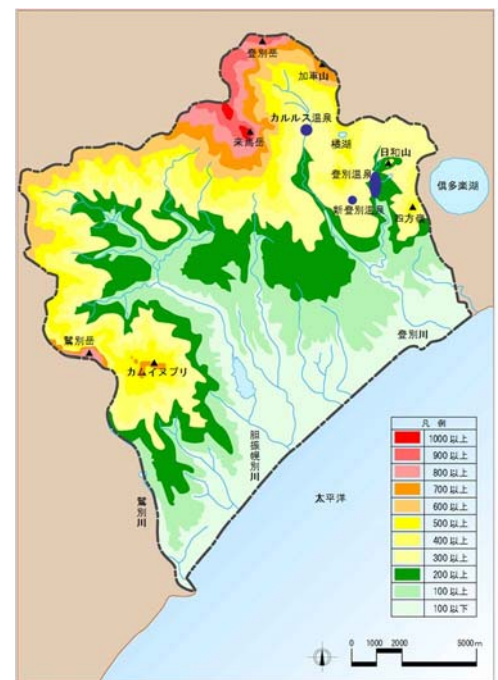 登別岳
加車山
カルルス温泉
来馬岳
橘湖
日和山
登別温泉
倶多楽湖
新登別温泉
四方嶺
登別川
鷲別岳
カムイヌプリ
胆振幌別川
鷲別川
太平洋
凡 例
1000 以上
900 以上
800 以上
700 以上
600 以上
500 以上
400 以上
300 以上
200 以上
100 以上
100 以下
0 1000 2000 5000m